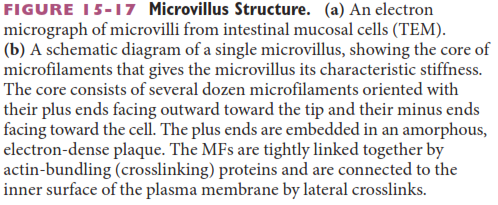 FIGURE 15-17 Microvillus Structure. (a) An electron
micrograph of microvilli from intestinal mucosal cells (TEM).
(b) A schematic diagram of a single microvillus, showing the core of
microfilaments that gives the microvillus its characteristic stiffness.
The core consists of several dozen microfilaments oriented with
their plus ends facing outward toward the tip and their minus ends
facing toward the cell. The plus ends are embedded in an amorphous,
electron-dense plaque. The MFs are tightly linked together by
actin-bundling (crosslinking) proteins and are connected to the
inner surface of the plasma membrane by lateral crosslinks.